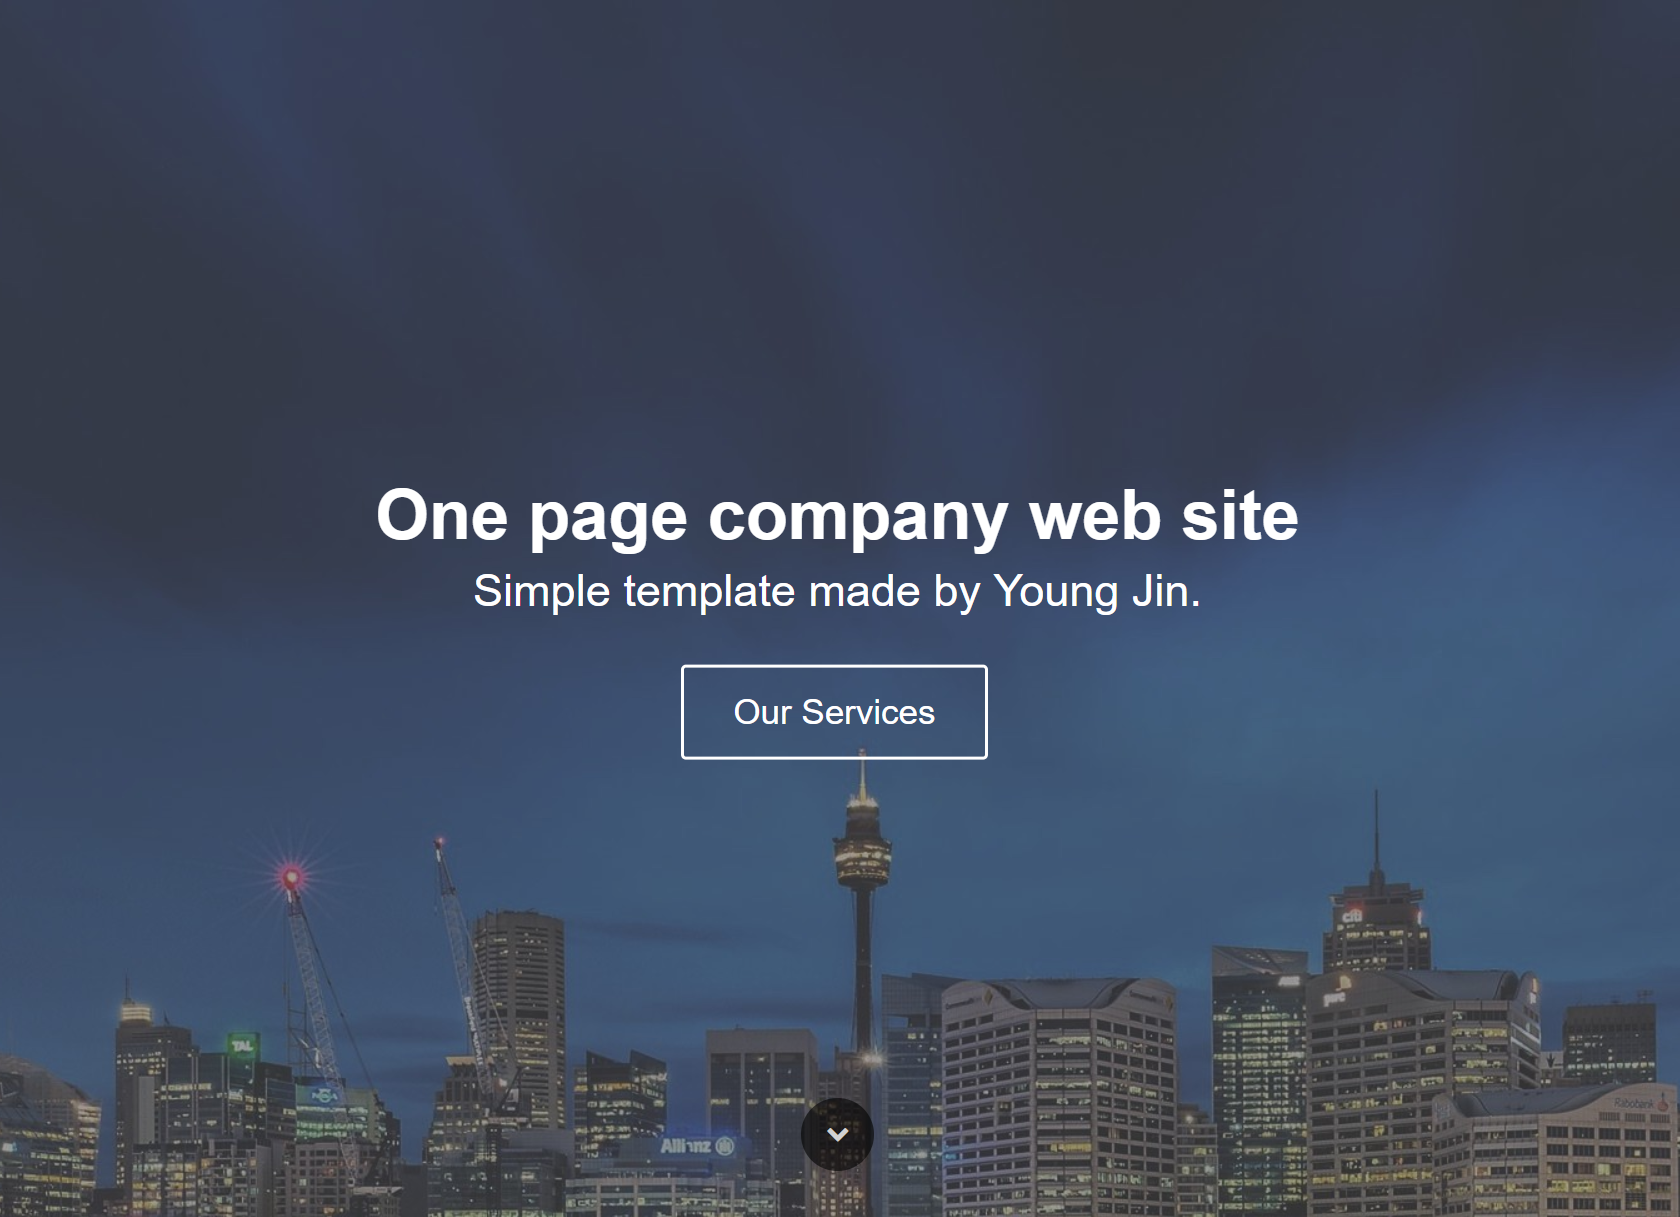 One page company web site
Simple template made by Young Jin.
Our Services
citi
TAL
pwc
Allianz
Rabobank